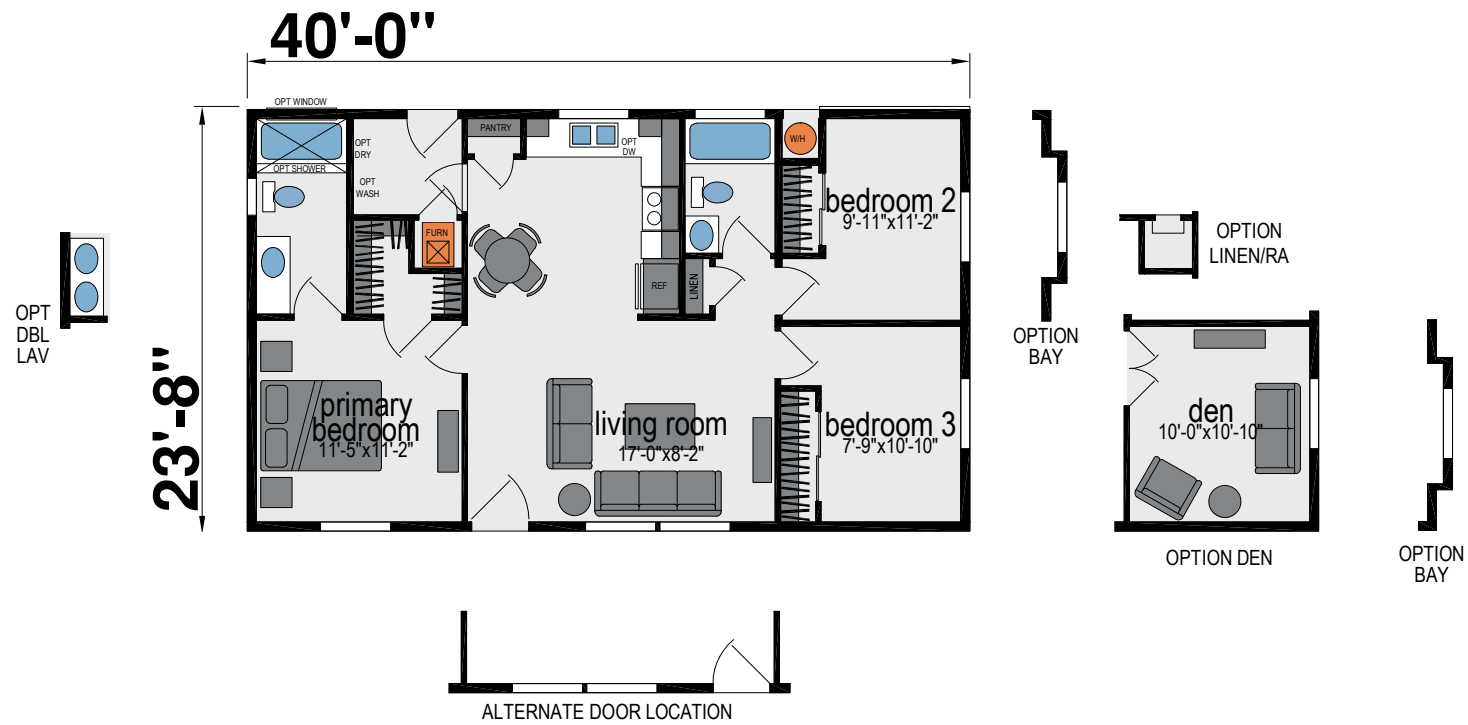 40'-0"
23'-8"
OPT WINDOW
OPT SHOWER
OPT
DRY
OPT
WASH
FURN
PANTRY
OPT
DW
REF
LINEN
W/H
bedroom 2
9'-11"x11'-2"
primary
bedroom
11'-5"x11'-2"
living room
17'-0"x8'-2"
bedroom 3
7'-9"x10'-10"
OPT
DBL
LAV
OPTION
BAY
OPTION
LINEN/RA
den
10'-0"x10'-10"
OPTION DEN
OPTION
BAY
ALTERNATE DOOR LOCATION